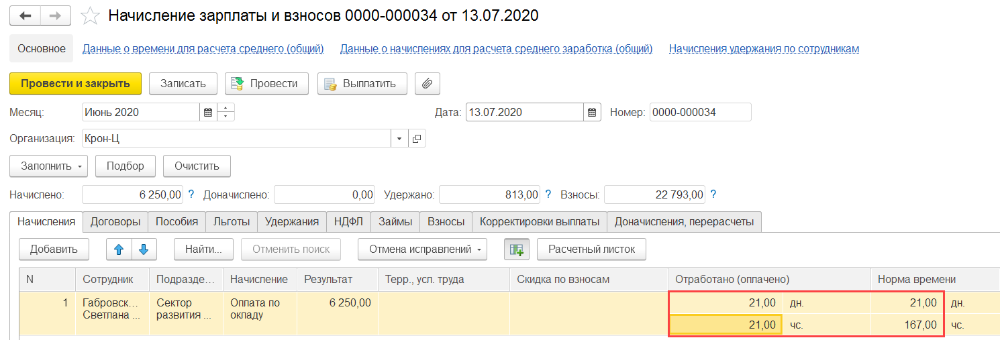 Начисление зарплаты и взносов 0000-000034 от 13.07.2020
Основное Данные о времени для расчета среднего (общий) Данные о начислениях для расчета среднего заработка (общий) Начисления удержания по сотрудникам
Провести и закрыть Записать Провести Выплатить
Месяц: Июнь 2020 Дата: 13.07.2020 Номер: 0000-000034
Организация: Крон-Ц
Заполнить Подбор Очистить
Начислено: 6 250,00 ? Доначислено: 0,00 Удержано: 813,00 ? Взносы: 22 793,00 ?
Начисления Договоры Пособия Льготы Удержания НДФЛ Займы Взносы Корректировки выплаты Доначисления, перерасчеты
Добавить Найти... Отменить поиск Отмена исправлений Расчетный листок
N Сотрудник Подразде... Начисление Результат Терр., усл. труда Скидка по взносам Отработано (оплачено) Норма времени
1 Габровск... Сектор Оплата по 6 250,00 21,00 дн. 21,00 дн.
Светлана ... развития ... окладу
21,00 чс. 167,00 чс.